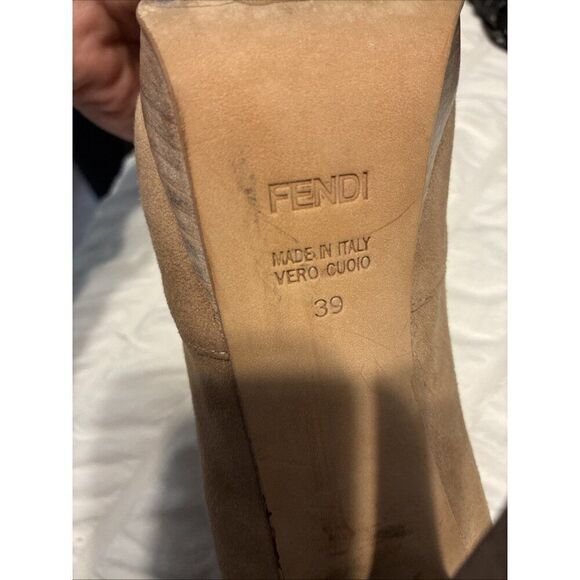 FENDI
MADE IN ITALY
VERO CUOIO
39